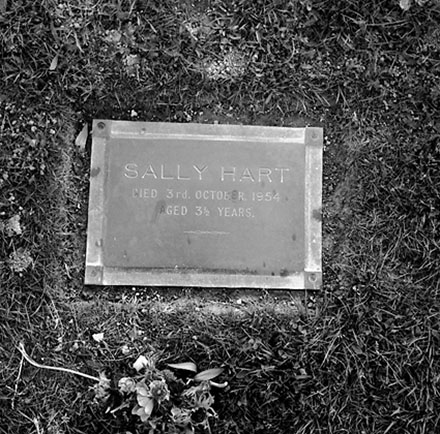 SALLY HART
DIED 3rd. OCTOBER. 1954
AGED 3½ YEARS.